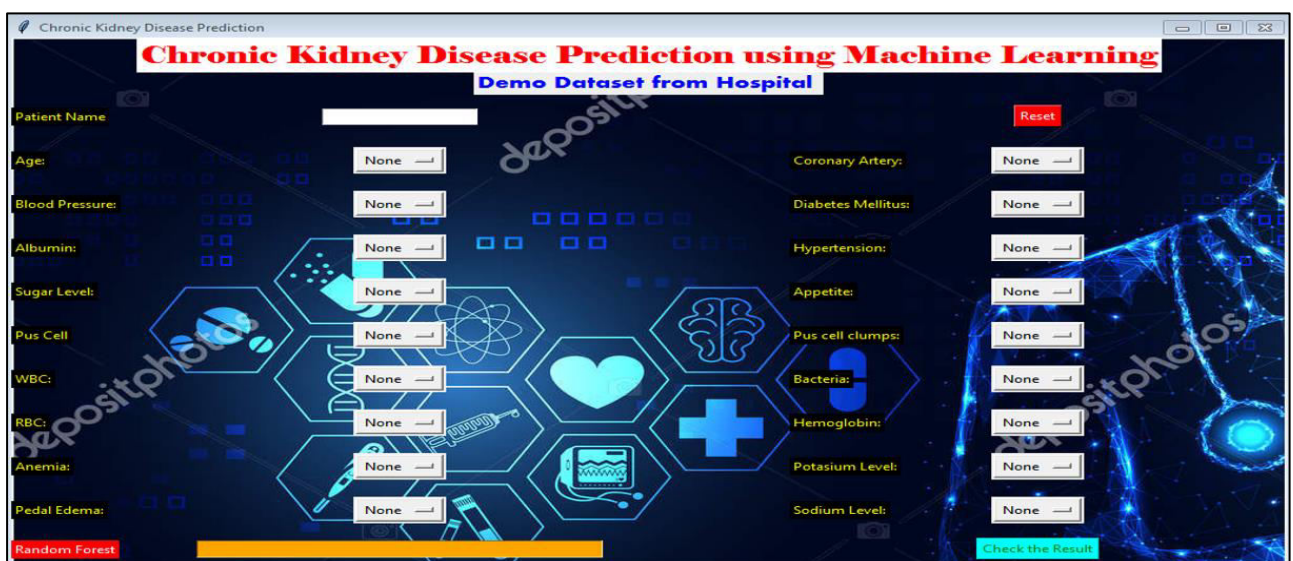 Chronic Kidney Disease Prediction
Chronic Kidney Disease Prediction using Machine Learning
Demo Dataset from Hospital
Patient Name Reset
Age: None Coronary Artery: None
Blood Pressure: None Diabetes Mellitus: None
Albumin: None Hypertension: None
Sugar Level: None Appetite: None
Pus Cell None Pus cell clumps: None
WBC: None Bacteria: None
RBC: None Hemoglobin: None
Anemia: None Potasium Level: None
Pedal Edema: None Sodium Level: None
Random Forest Check the Result
depositphotos
depositphotos
depositphotos